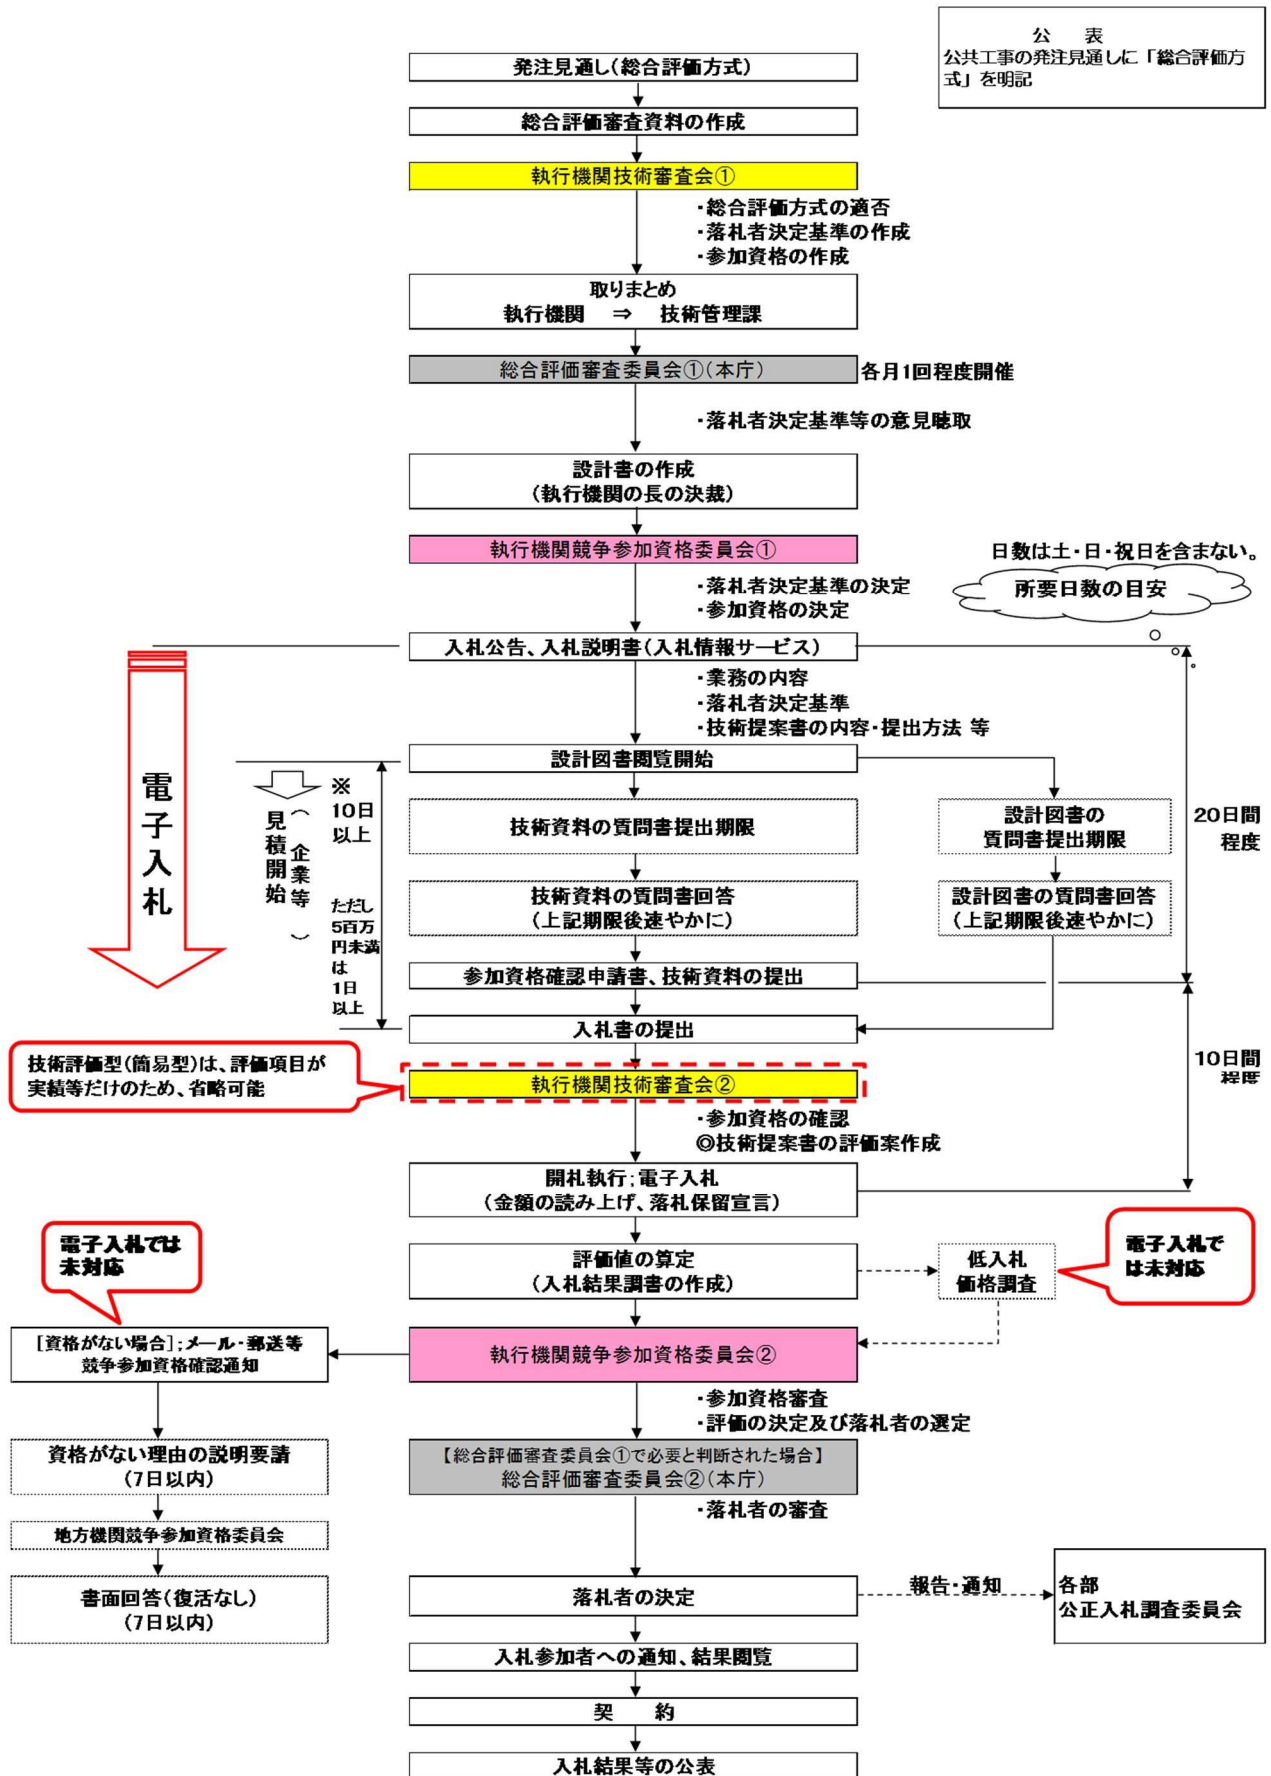 公　表
公共工事の発注見通しに「総合評価方
式」を明記
発注見通し(総合評価方式)
総合評価審査資料の作成
執行機関技術審査会①
・総合評価方式の適否
・落札者決定基準の作成
・参加資格の作成
取りまとめ
執行機関　⇒　技術管理課
総合評価審査委員会①(本庁)
各月1回程度開催
・落札者決定基準等の意見聴取
設計書の作成
(執行機関の長の決裁)
執行機関競争参加資格委員会①
日数は土・日・祝日を含まない。
所要日数の目安
・落札者決定基準の決定
・参加資格の決定
入札公告、入札説明書(入札情報サービス)
・業務の内容
・落札者決定基準
・技術提案書の内容・提出方法 等
電子入札
設計図書閲覧開始
見積開始
(企業等)
※
10日
以上
ただし
5百万
円未満
は
1日
以上
技術資料の質問書提出期限
設計図書の
質問書提出期限
20日間
程度
技術資料の質問書回答
(上記期限後速やかに)
設計図書の質問書回答
(上記期限後速やかに)
参加資格確認申請書、技術資料の提出
入札書の提出
10日間
程度
技術評価型(簡易型)は、評価項目が
実績等だけのため、省略可能
執行機関技術審査会②
・参加資格の確認
◎技術提案書の評価案作成
開札執行;電子入札
(金額の読み上げ、落札保留宣言)
電子入札では
未対応
評価値の算定
(入札結果調書の作成)
低入札
価格調査
電子入札で
は未対応
[資格がない場合];メール・郵送等
競争参加資格確認通知
執行機関競争参加資格委員会②
・参加資格審査
・評価の決定及び落札者の選定
資格がない理由の説明要請
(7日以内)
【総合評価審査委員会①で必要と判断された場合】
総合評価審査委員会②(本庁)
・落札者の審査
地方機関競争参加資格委員会
書面回答(復活なし)
(7日以内)
落札者の決定
報告・通知
各部
公正入札調査委員会
入札参加者への通知、結果閲覧
契　約
入札結果等の公表